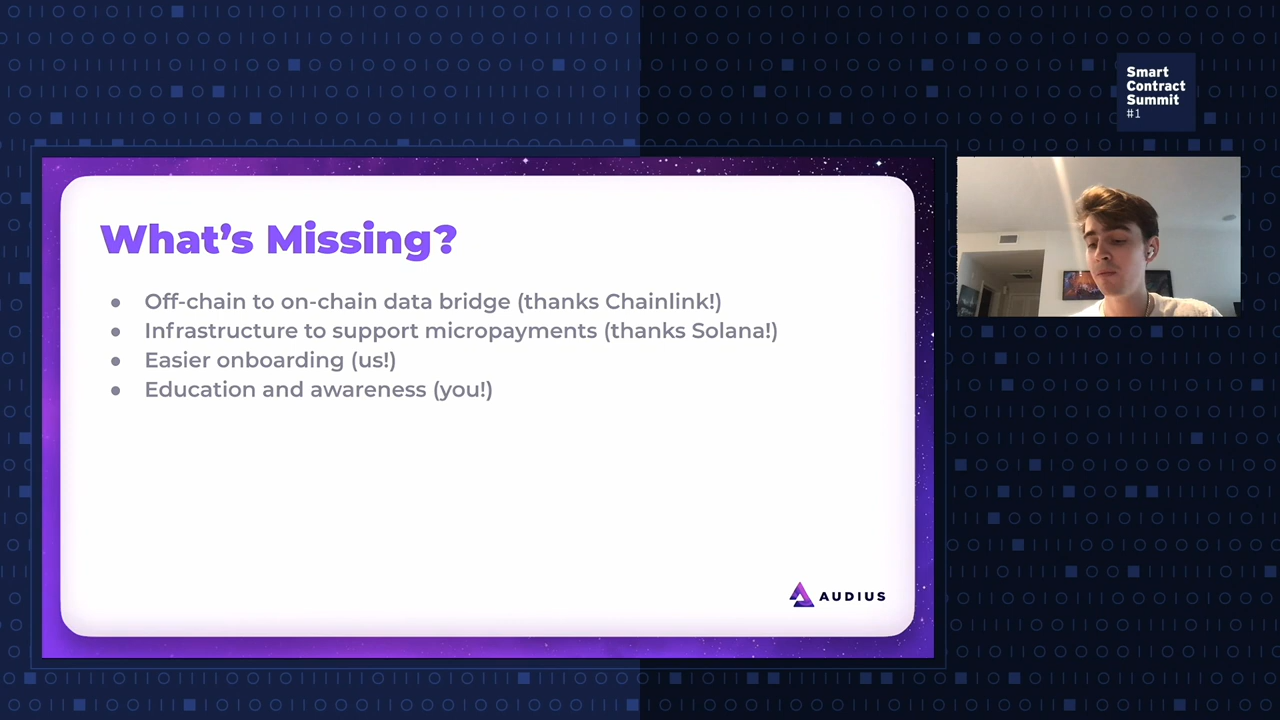 Smart
Contract
Summit
#1
What's Missing?
● Off-chain to on-chain data bridge (thanks Chainlink!)
● Infrastructure to support micropayments (thanks Solana!)
● Easier onboarding (us!)
● Education and awareness (you!)
AUDIUS